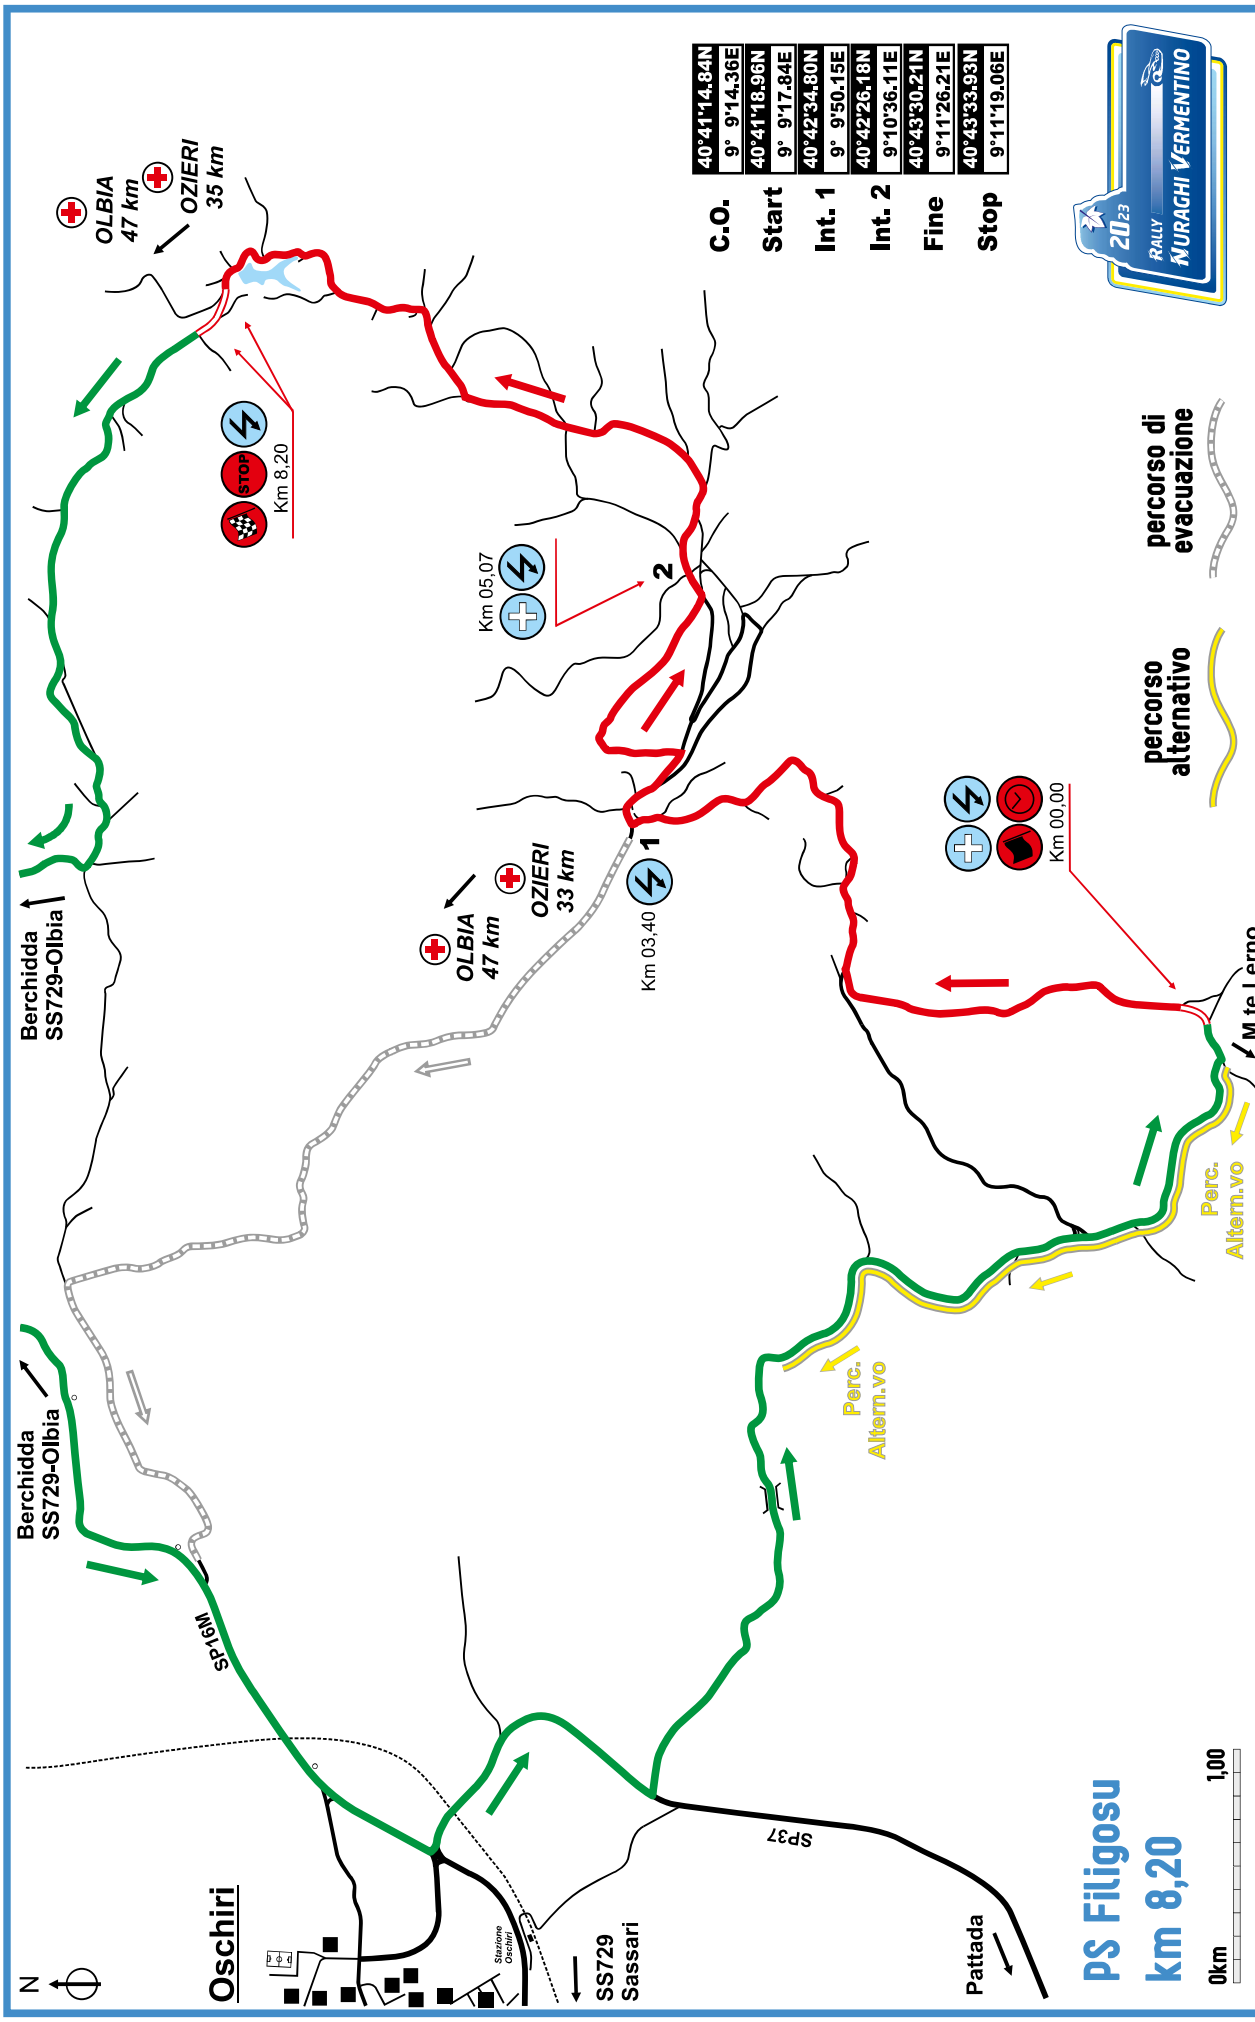 N
Oschiri
Stazione
Oschiri
SS729
Sassari
Pattada
SP37
SP16M
Berchidda
SS729-Olbia
Berchidda
SS729-Olbia
OLBIA
47 km
OZIERI
35 km
STOP
Km 8,20
Km 05,07
2
OLBIA
47 km
OZIERI
33 km
1
Km 03,40
Km 00,00
M.te Lerno
Perc.
Altern.vo
Perc.
Altern.vo
C.O. 40°41'14.84N
9° 9'14.36E
Start 40°41'18.96N
9° 9'17.84E
Int. 1 40°42'34.80N
9° 9'50.15E
Int. 2 40°42'26.18N
9°10'36.11E
Fine 40°43'30.21N
9°11'26.21E
Stop 40°43'33.93N
9°11'19.06E
2023
RALLY
NURAGHI VERMENTINO
percorso di
evacuazione
percorso
alternativo
ps Filigosu
km 8,20
0km 1,00